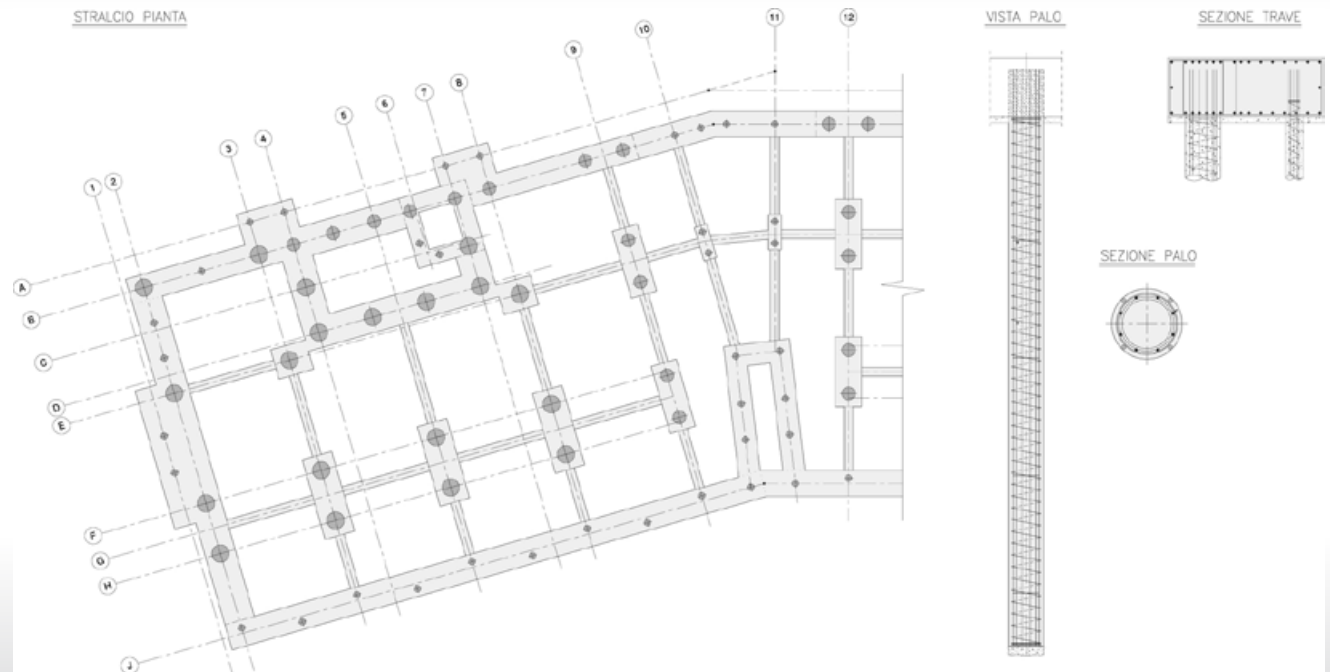 STRALCIO PIANTA
VISTA PALO
SEZIONE TRAVE
SEZIONE PALO
1
2
3
4
5
6
7
8
9
10
11
12
A
B
C
D
E
F
G
H
J